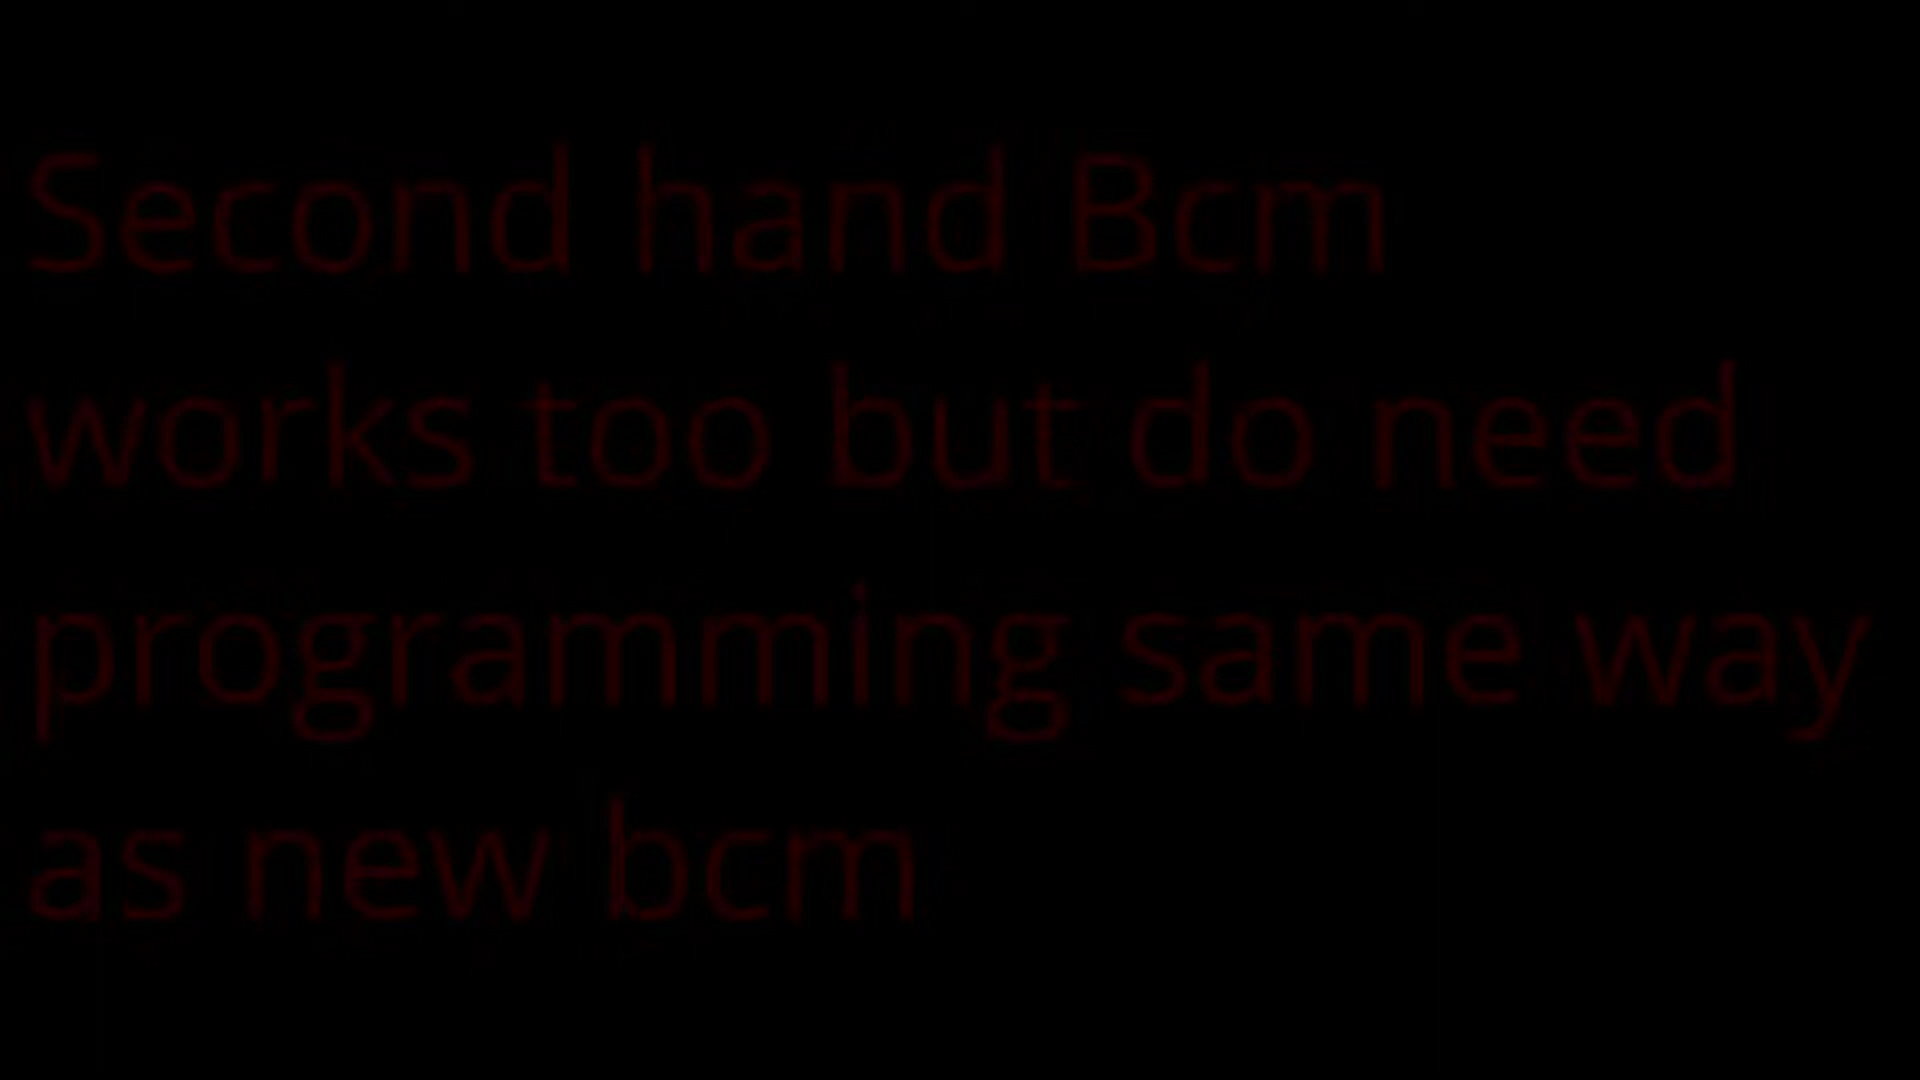 Second hand Bcm
works too but do need
programming same way
as new bcm